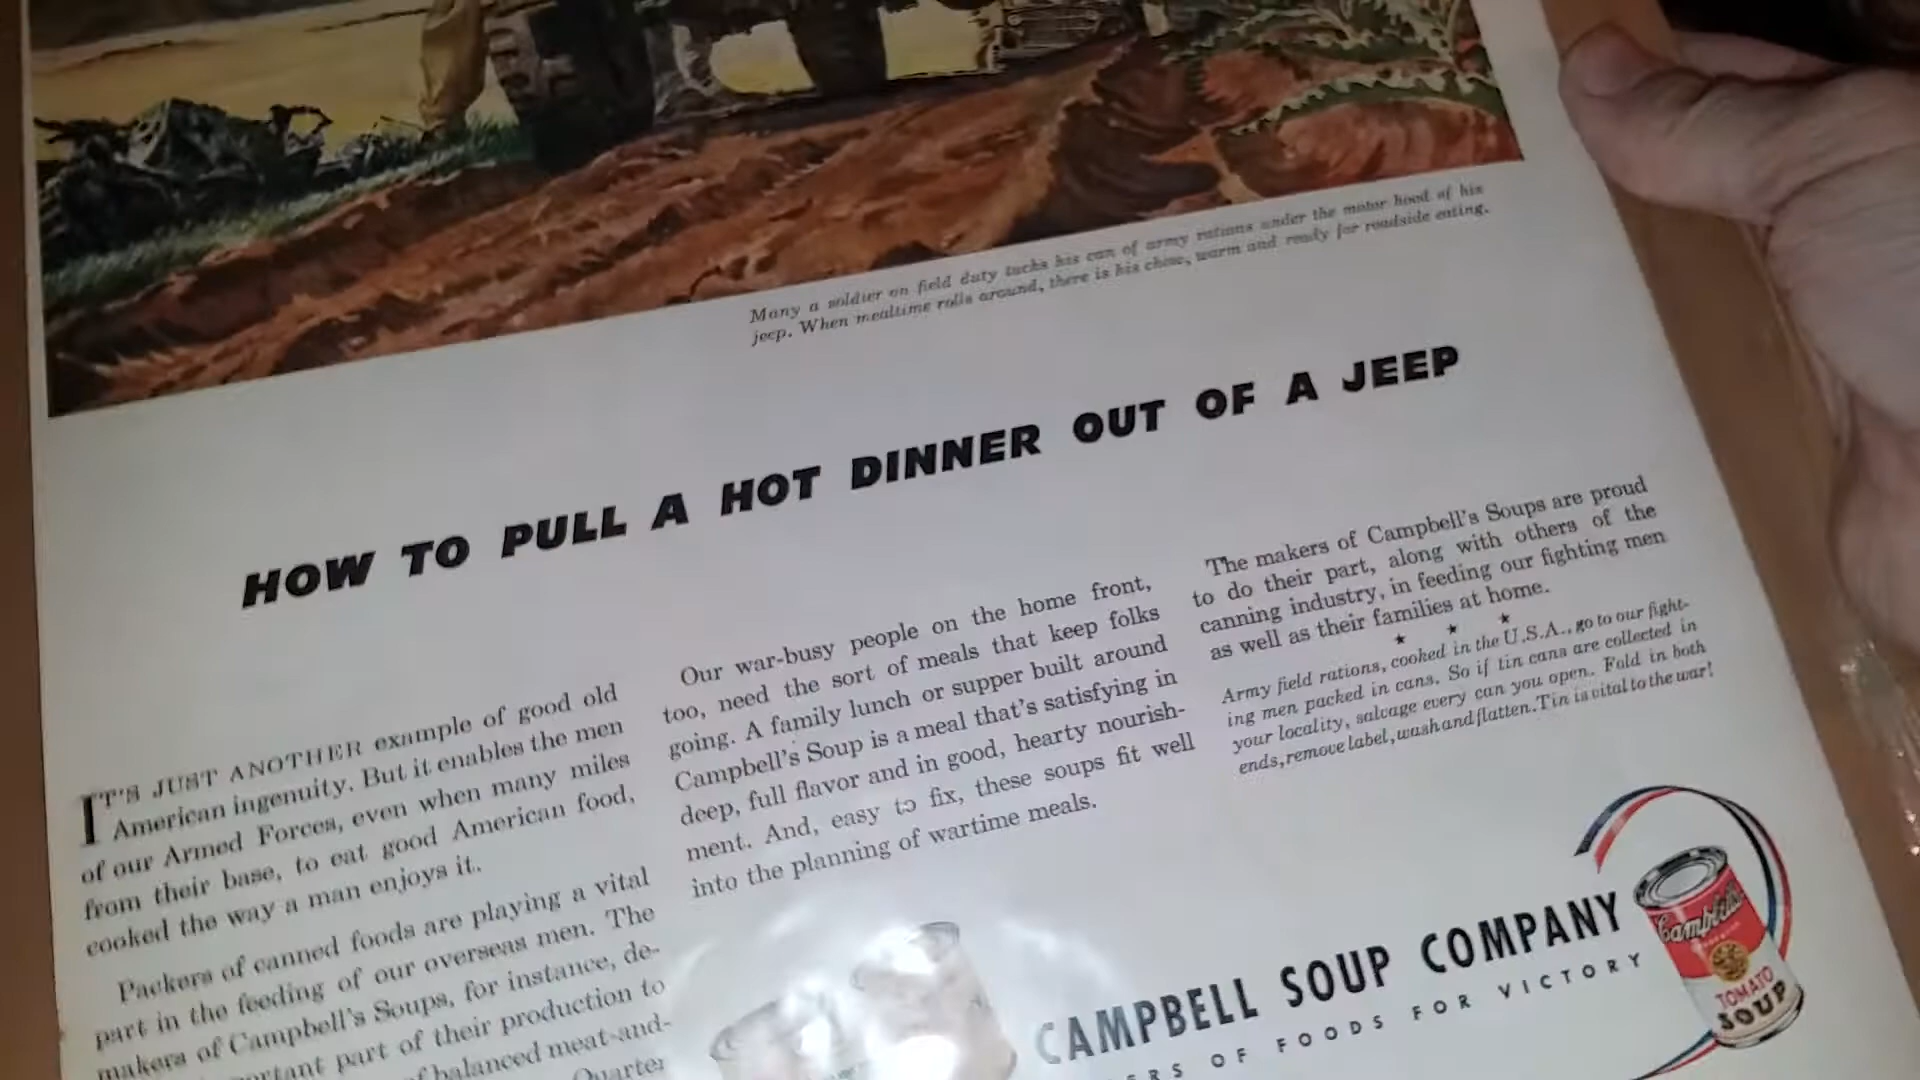 Many a soldier on field duty tucks his can of army rations under the motor hood of his
jeep. When mealtime rolls around, there is his chow, warm and ready for roadside eating.
HOW TO PULL A HOT DINNER OUT OF A JEEP
IT'S JUST ANOTHER example of good old
American ingenuity. But it enables the men
of our Armed Forces, even when many miles
from their base, to eat good American food,
cooked the way a man enjoys it.
Packers of canned foods are playing a vital
part in the feeding of our overseas men. The
makers of Campbell's Soups, for instance, de-
part of their production to
balanced meat-and-
Quarter
Our war-busy people on the home front,
too, need the sort of meals that keep folks
going. A family lunch or supper built around
Campbell's Soup is a meal that's satisfying in
deep, full flavor and in good, hearty nourish-
ment. And, easy to fix, these soups fit well
into the planning of wartime meals.
The makers of Campbell's Soups are proud
to do their part, along with others of the
canning industry, in feeding our fighting men
as well as their families at home.
★ ★ ★
Army field rations, cooked in the U.S.A., go to our fight-
ing men packed in cans. So if tin cans are collected in
your locality, salvage every can you open. Fold in both
ends, remove label, wash and flatten. Tin is vital to the war!
CAMPBELL SOUP COMPANY
OF FOODS FOR VICTORY
Campbell's
TOMATO
SOUP